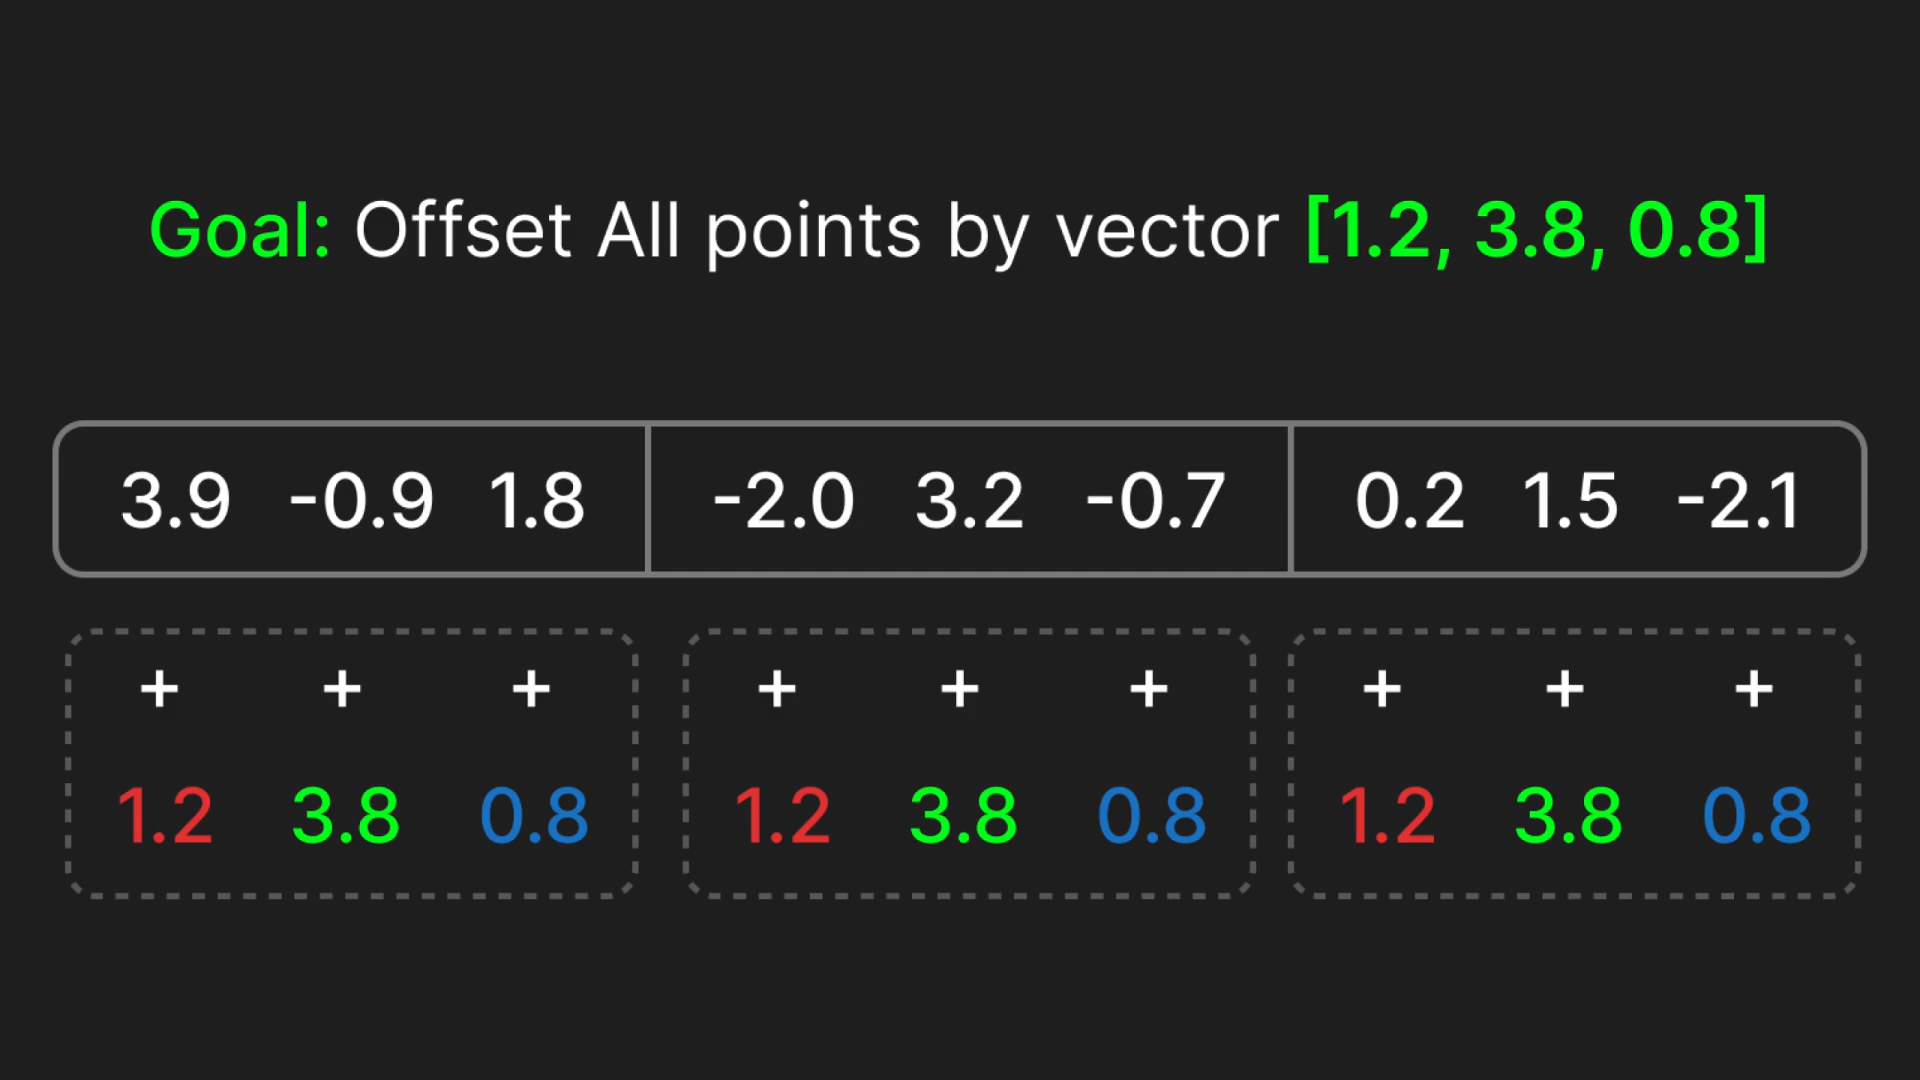 Goal: Offset All points by vector [1.2, 3.8, 0.8]
3.9 -0.9 1.8 -2.0 3.2 -0.7 0.2 1.5 -2.1
+ + + + + + + + +
1.2 3.8 0.8 1.2 3.8 0.8 1.2 3.8 0.8